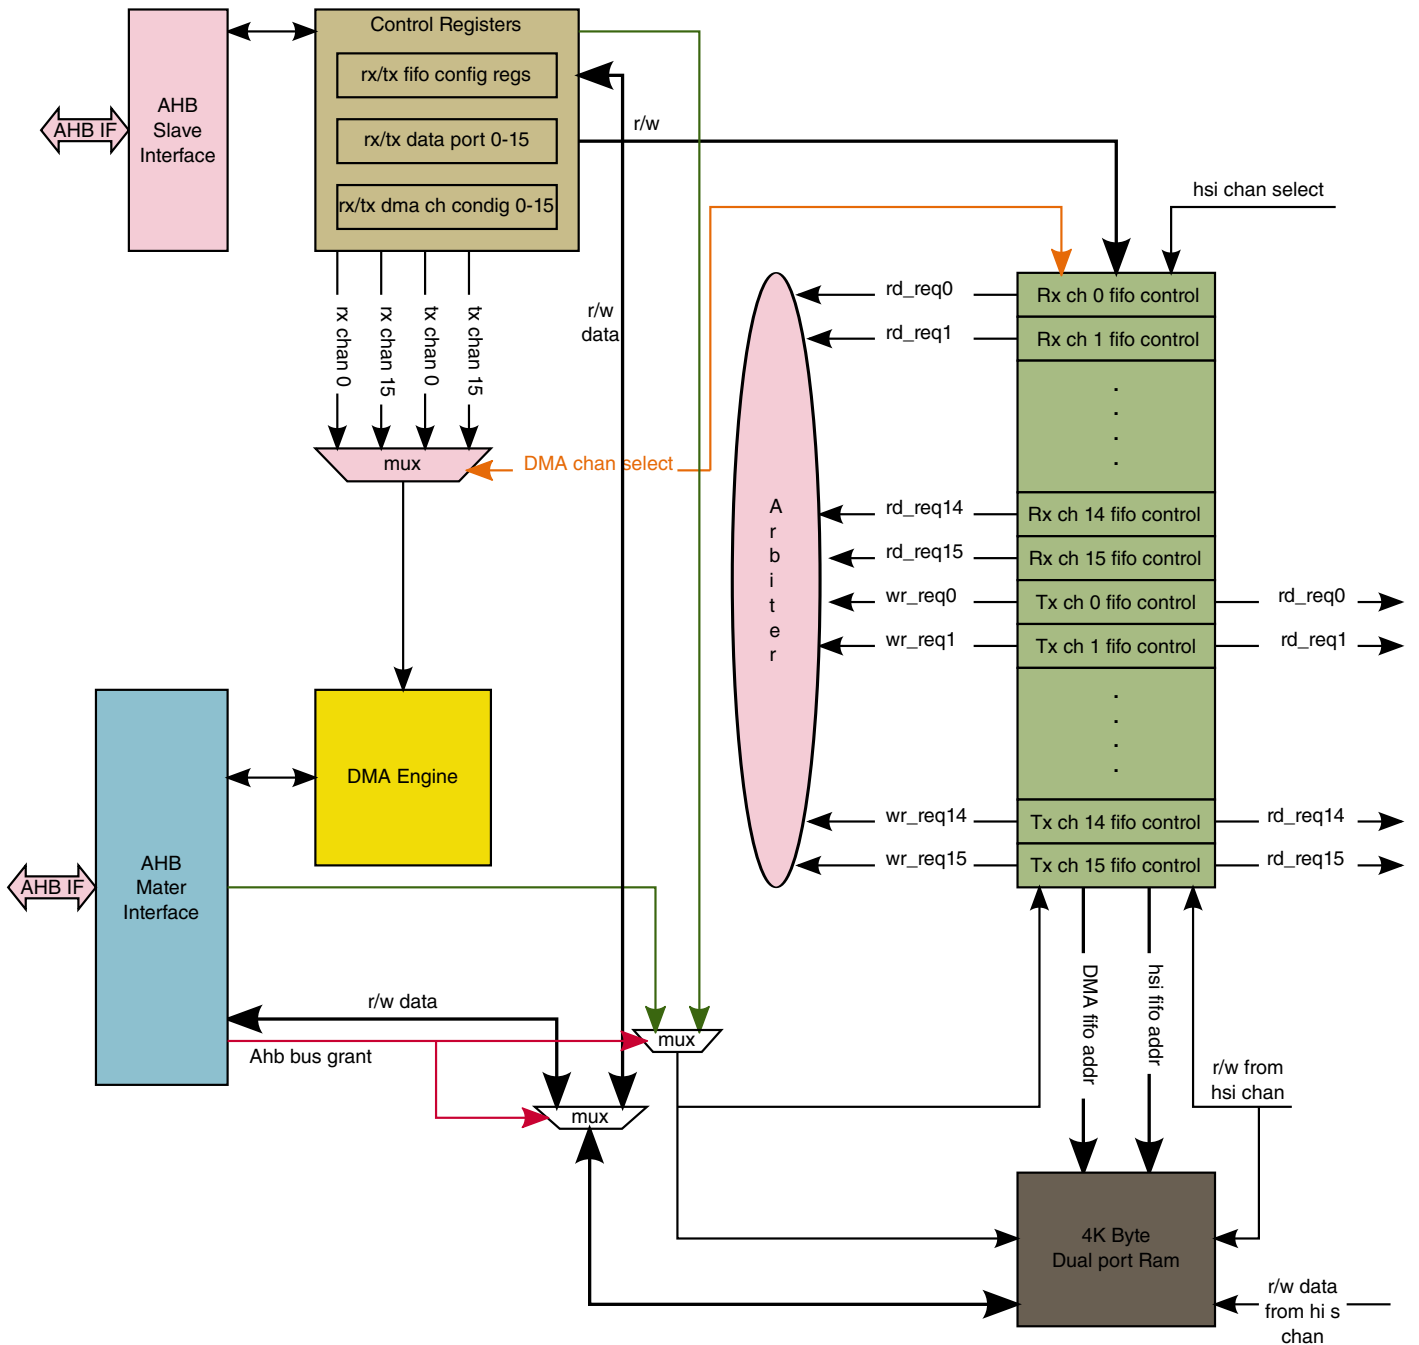 Control Registers
rx/tx fifo config regs
rx/tx data port 0-15
rx/tx dma ch condig 0-15
AHB
Slave
Interface
AHB IF
r/w
hsi chan select
rx chan 0
rx chan 15
tx chan 0
tx chan 15
r/w
data
mux
DMA chan select
A
r
b
i
t
e
r
rd_req0
rd_req1
rd_req14
rd_req15
wr_req0
wr_req1
wr_req14
wr_req15
Rx ch 0 fifo control
Rx ch 1 fifo control
.
.
.
.
Rx ch 14 fifo control
Rx ch 15 fifo control
Tx ch 0 fifo control
Tx ch 1 fifo control
.
.
.
.
Tx ch 14 fifo control
Tx ch 15 fifo control
rd_req0
rd_req1
rd_req14
rd_req15
DMA Engine
AHB
Mater
Interface
AHB IF
r/w data
Ahb bus grant
mux
mux
DMA fifo addr
hsi fifo addr
r/w from
hsi chan
4K Byte
Dual port Ram
r/w data
from hi s
chan